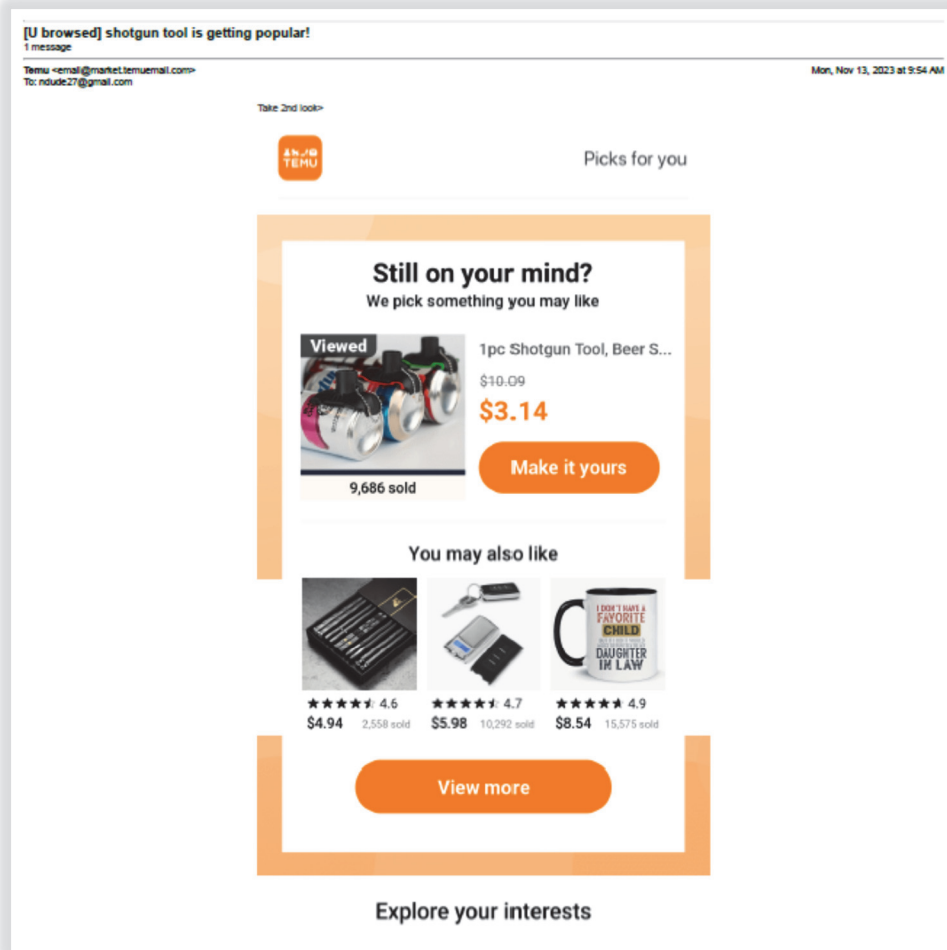 [U browsed] shotgun tool is getting popular!
1 message
Temu <email@market.temuemail.com>
Mon, Nov 13, 2023 at 9:54 AM
To: ndude27@gmail.com
Take 2nd look>
TEMU
Picks for you
Still on your mind?
We pick something you may like
Viewed
1pc Shotgun Tool, Beer S...
$10.09
$3.14
Make it yours
9,686 sold
You may also like
I DON'T HAVE A
FAVORITE
CHILD
DAUGHTER
IN LAW
4.6
$4.94 2,558 sold
4.7
$5.98 10,292 sold
4.9
$8.54 15,575 sold
View more
Explore your interests